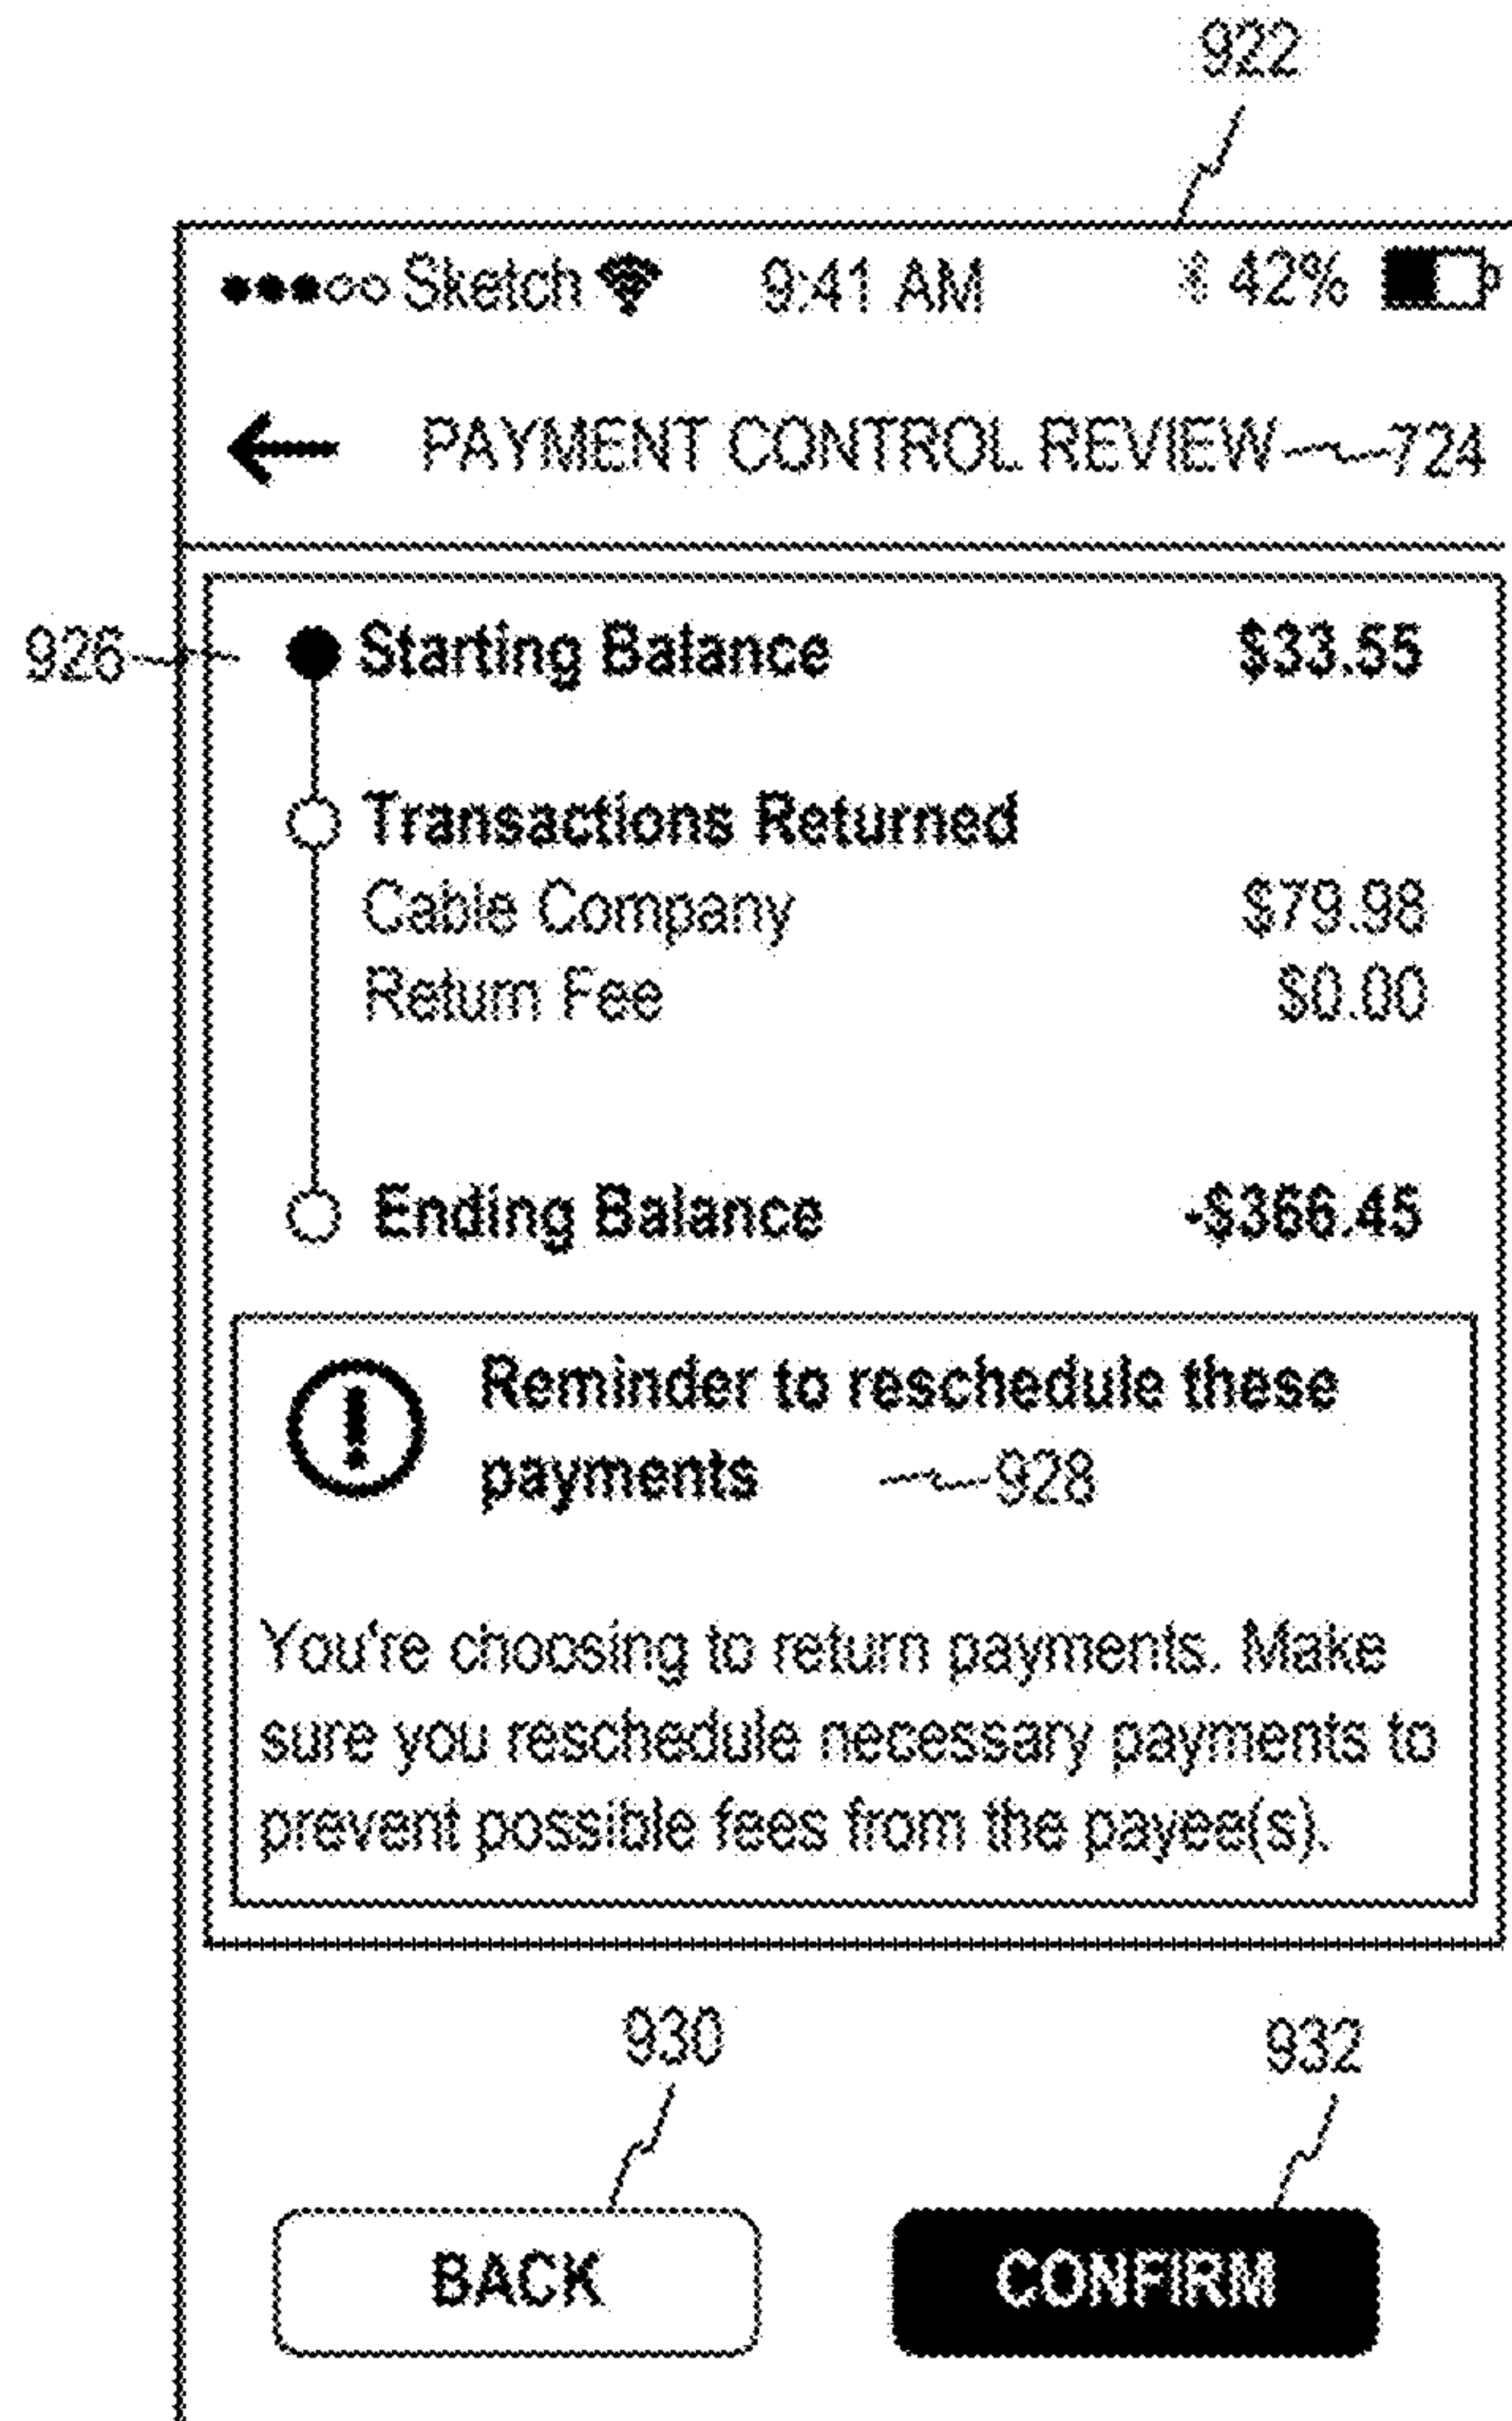 922
Sketch 9:41 AM 42%
PAYMENT CONTROL REVIEW 724
926 Starting Balance $33.55
Transactions Returned
Cable Company $79.98
Return Fee $0.00
Ending Balance -$366.45
Reminder to reschedule these
payments 928
You're choosing to return payments. Make
sure you reschedule necessary payments to
prevent possible fees from the payee(s).
930 932
BACK CONFIRM